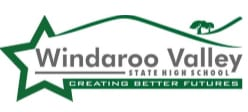 Windaroo Valley
STATE HIGH SCHOOL
CREATING BETTER FUTURES